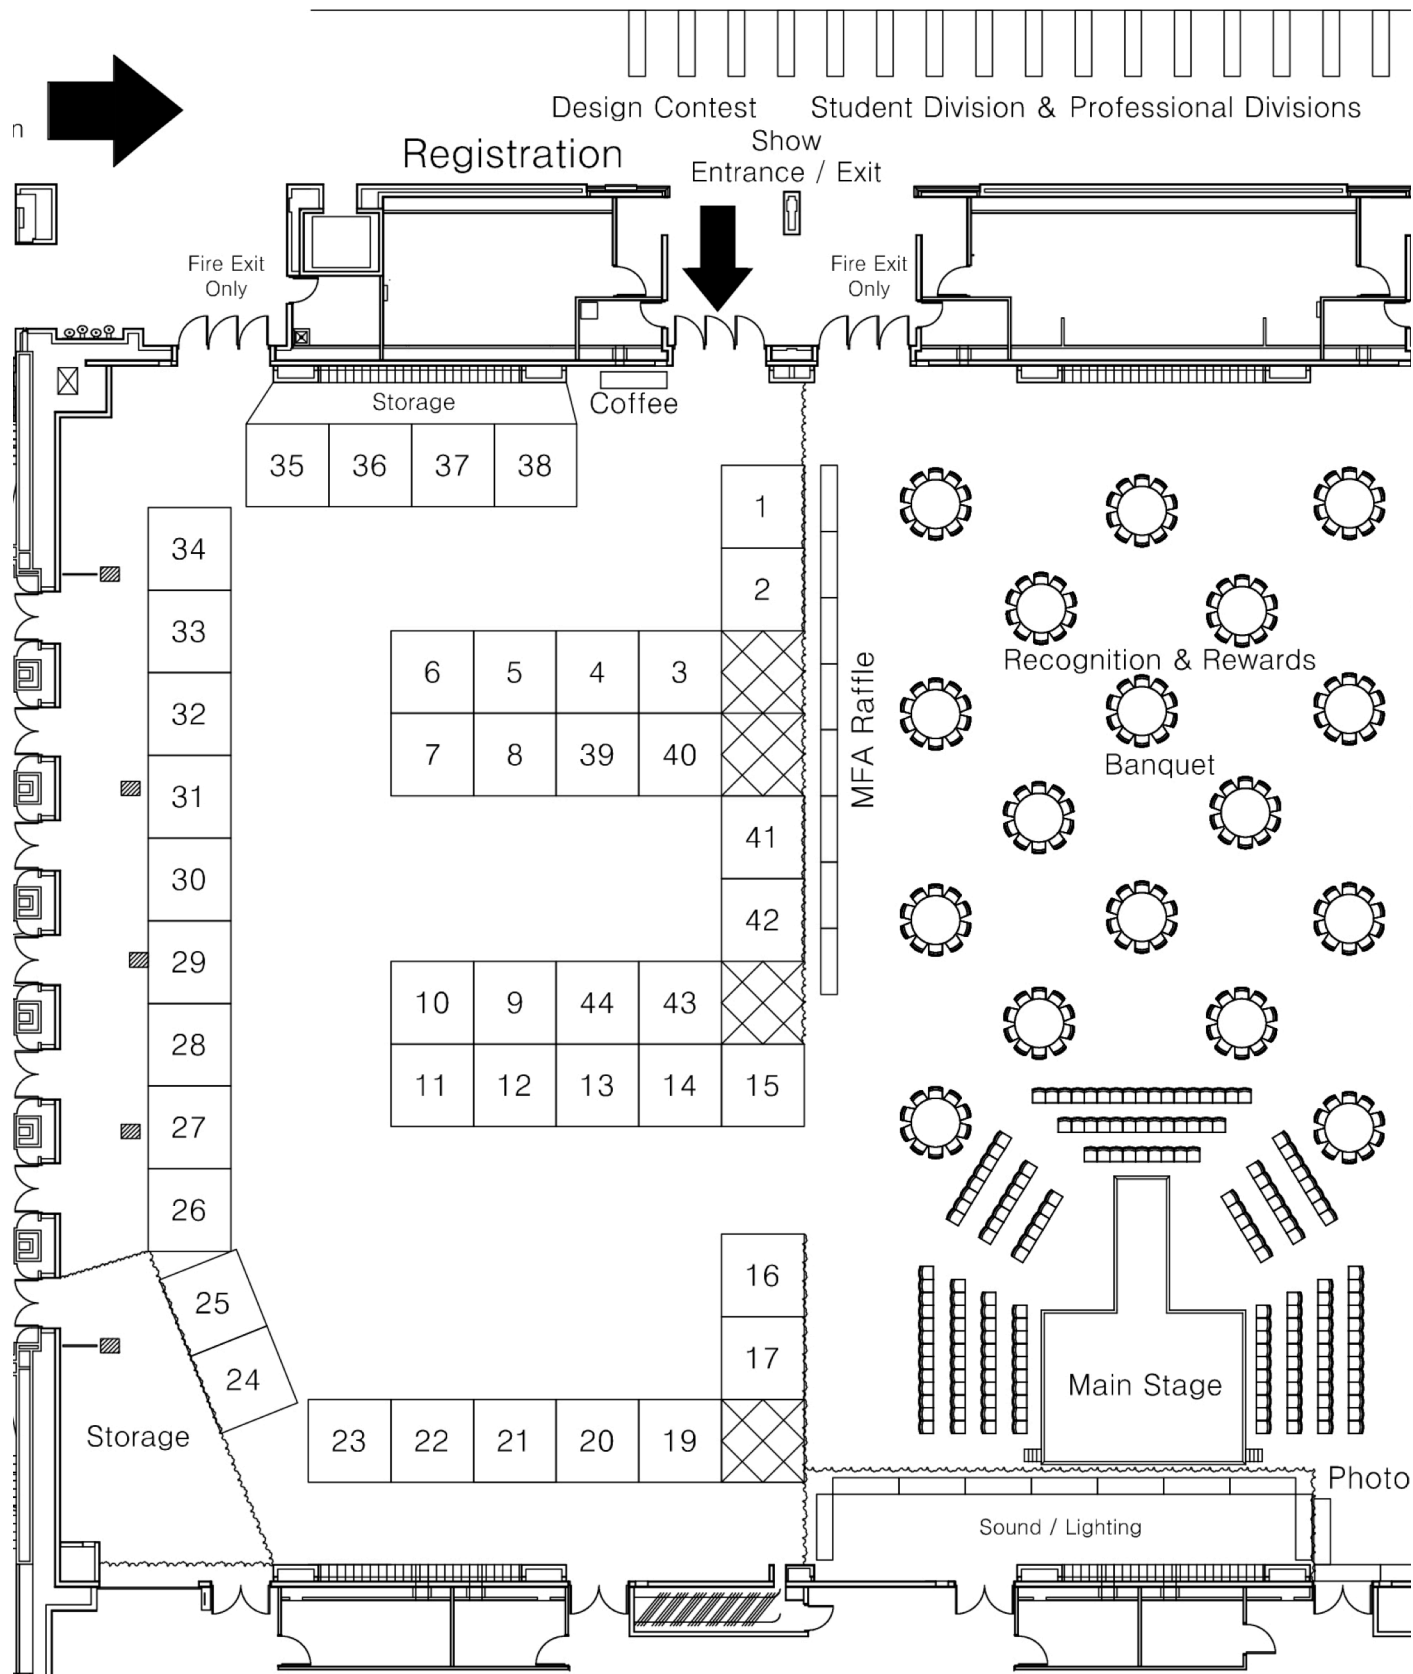 Design Contest
Student Division & Professional Divisions
n
Registration
Show
Entrance / Exit
Fire Exit
Only
Fire Exit
Only
Storage
Coffee
35 36 37 38
1
34
2
33
6 5 4 3
MFA Raffle
Recognition & Rewards
32
7 8 39 40
Banquet
31
41
30
42
29
10 9 44 43
28
11 12 13 14 15
27
26
16
25
17
24
Main Stage
Storage
23 22 21 20 19
Photo
Sound / Lighting